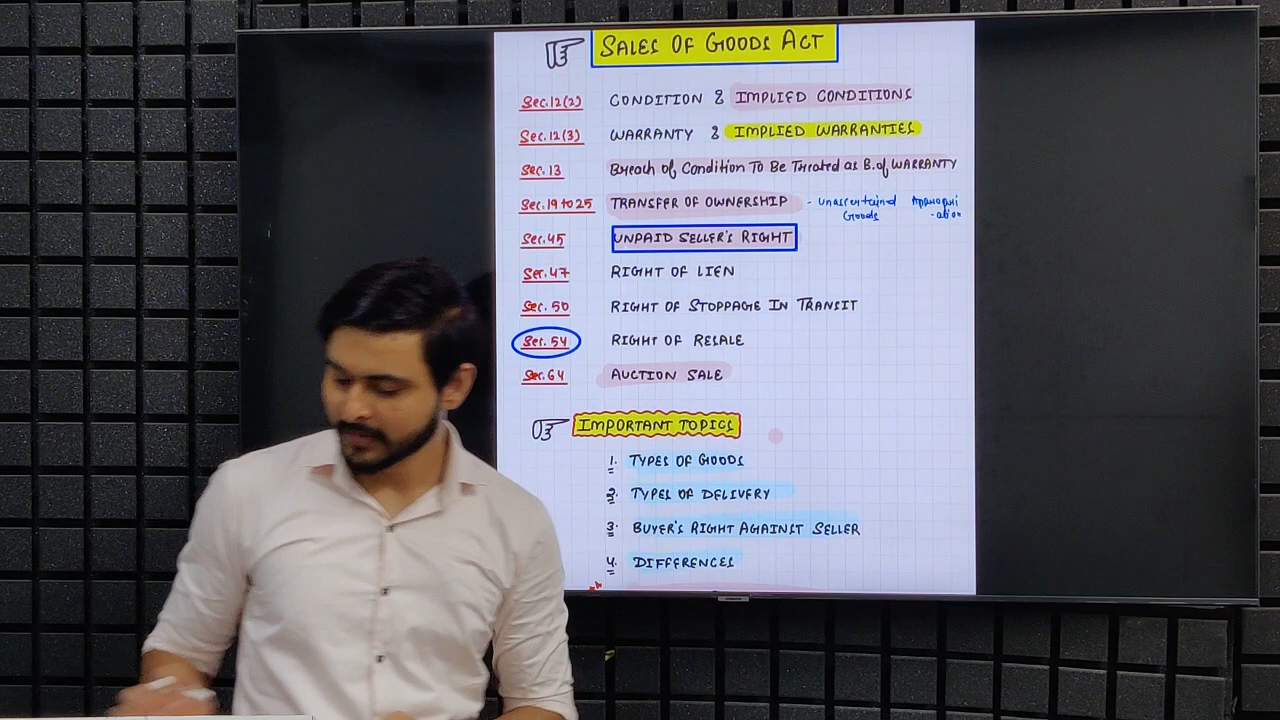 SALES OF GOODS ACT
Sec.12(2) CONDITION & IMPLIED CONDITIONS
Sec.12(3) WARRANTY & IMPLIED WARRANTIES
Sec.13 Breach of Condition To Be Treated as B.of WARRANTY
Sec.19 to 25 TRANSFER OF OWNERSHIP - Unascertained Goods Appropri-ation
Sec.45 UNPAID SELLER'S RIGHT
Sec.47 RIGHT OF LIEN
Sec.50 RIGHT OF STOPPAGE IN TRANSIT
Sec.54 RIGHT OF RESALE
Sec.64 AUCTION SALE
IMPORTANT TOPICS
1. TYPES OF GOODS
2. TYPES OF DELIVERY
3. BUYER'S RIGHT AGAINST SELLER
4. DIFFERENCES